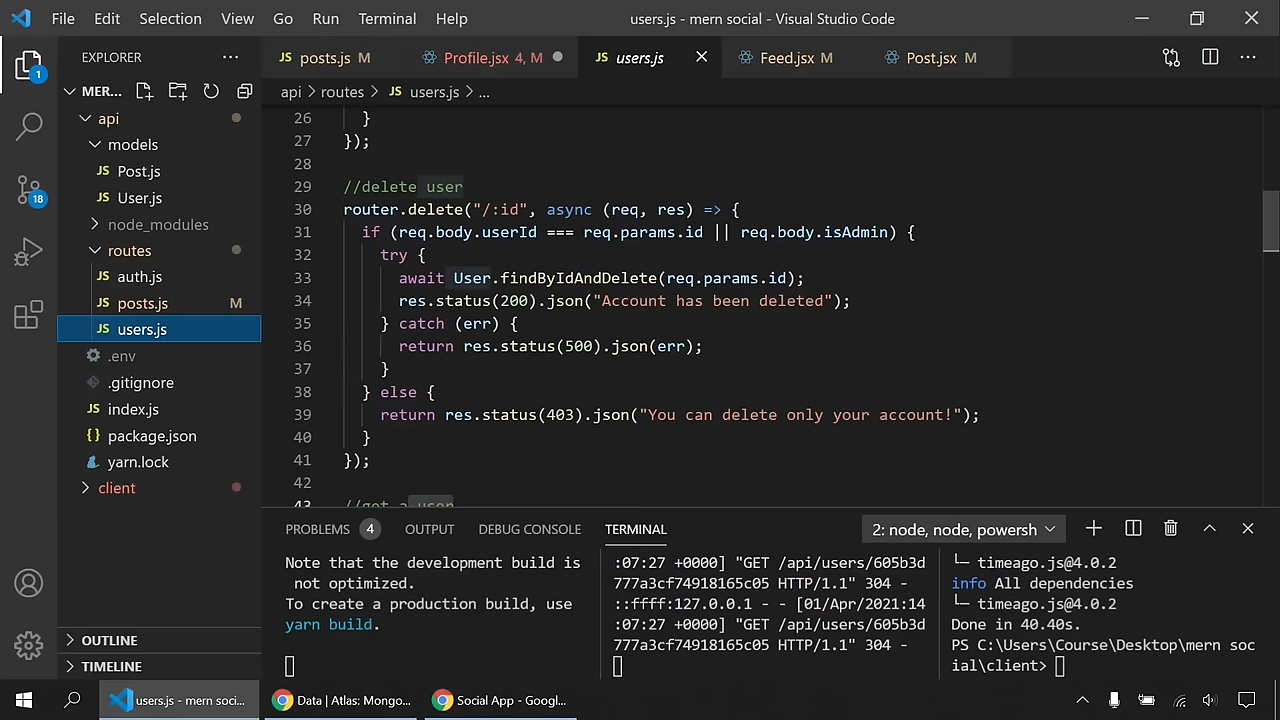 File Edit Selection View Go Run Terminal Help users.js - mern social - Visual Studio Code
EXPLORER
posts.js M Profile.jsx 4, M users.js Feed.jsx M Post.jsx M
1
MER...
api > routes > JS users.js > ...
api
models
JS Post.js
JS User.js
node_modules
routes
JS auth.js
JS posts.js M
JS users.js
.env
.gitignore
JS index.js
{} package.json
yarn.lock
client
18
26 }
27 });
28
29 //delete user
30 router.delete("/:id", async (req, res) => {
31 if (req.body.userId === req.params.id || req.body.isAdmin) {
32 try {
33 await User.findByIdAndDelete(req.params.id);
34 res.status(200).json("Account has been deleted");
35 } catch (err) {
36 return res.status(500).json(err);
37 }
38 } else {
39 return res.status(403).json("You can delete only your account!");
40 }
41 });
42
43 //get a user
PROBLEMS 4 OUTPUT DEBUG CONSOLE TERMINAL 2: node, node, powersh
Note that the development build is
not optimized.
To create a production build, use
yarn build.
:07:27 +0000] "GET /api/users/605b3d
777a3cf74918165c05 HTTP/1.1" 304 -
::ffff:127.0.0.1 - - [01/Apr/2021:14
:07:27 +0000] "GET /api/users/605b3d
777a3cf74918165c05 HTTP/1.1" 304 -
└─ timeago.js@4.0.2
info All dependencies
└─ timeago.js@4.0.2
Done in 40.40s.
PS C:\Users\Course\Desktop\mern soc
ial\client>
OUTLINE
TIMELINE
users.js - mern socia... Data | Atlas: Mongo... Social App - Googl...